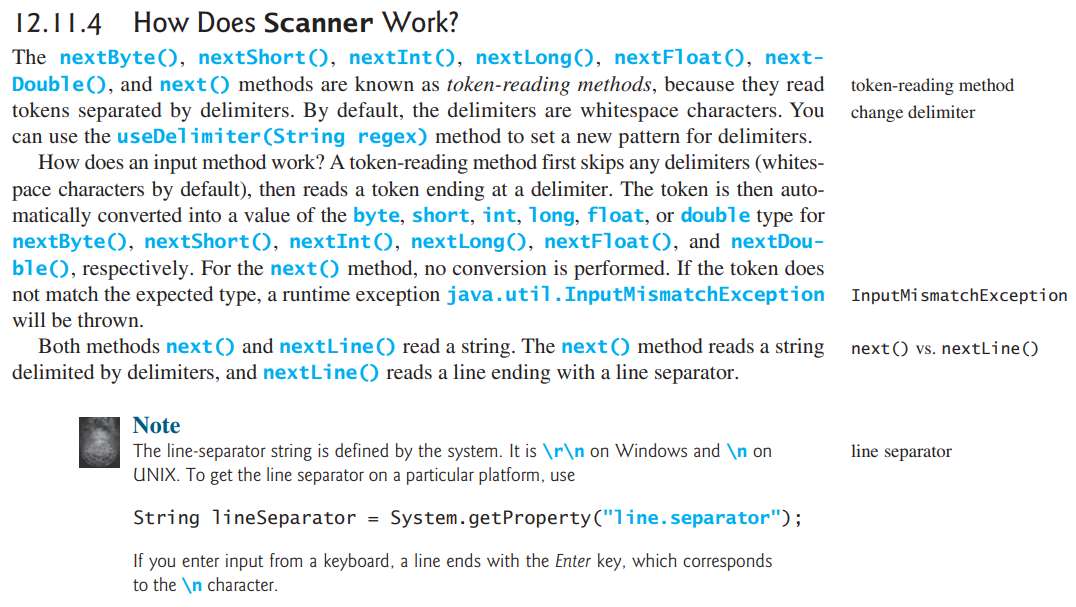 12.11.4 How Does Scanner Work?
The nextByte(), nextShort(), nextInt(), nextLong(), nextFloat(), next-
Double(), and next() methods are known as token-reading methods, because they read
token-reading method
tokens separated by delimiters. By default, the delimiters are whitespace characters. You
change delimiter
can use the useDelimiter(String regex) method to set a new pattern for delimiters.
How does an input method work? A token-reading method first skips any delimiters (whites-
pace characters by default), then reads a token ending at a delimiter. The token is then auto-
matically converted into a value of the byte, short, int, long, float, or double type for
nextByte(), nextShort(), nextInt(), nextLong(), nextFloat(), and nextDou-
ble(), respectively. For the next() method, no conversion is performed. If the token does
not match the expected type, a runtime exception java.util.InputMismatchException
InputMismatchException
will be thrown.
Both methods next() and nextLine() read a string. The next() method reads a string
next() vs. nextLine()
delimited by delimiters, and nextLine() reads a line ending with a line separator.
Note
The line-separator string is defined by the system. It is \r\n on Windows and \n on
line separator
UNIX. To get the line separator on a particular platform, use
String lineSeparator = System.getProperty("line.separator");
If you enter input from a keyboard, a line ends with the Enter key, which corresponds
to the \n character.